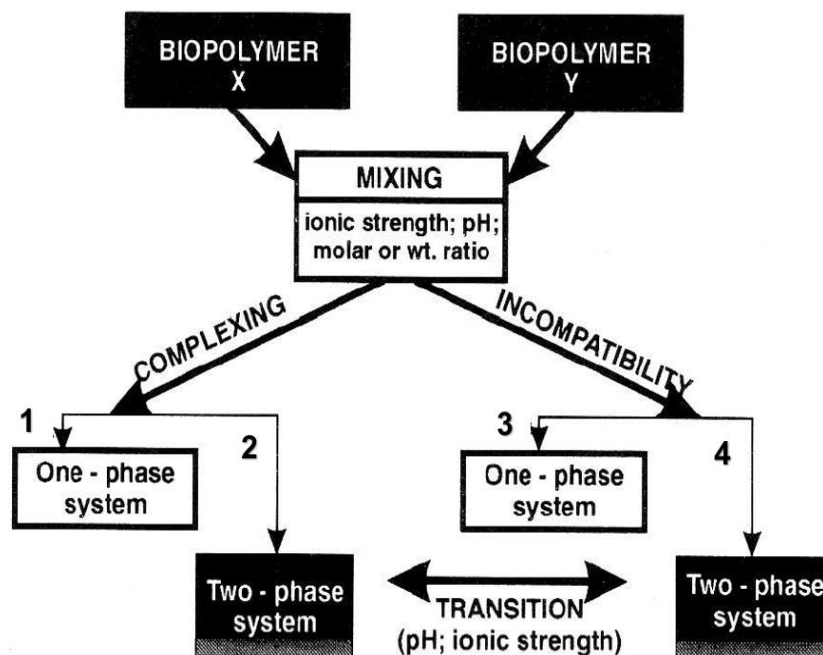 BIOPOLYMER
X
BIOPOLYMER
Y
MIXING
ionic strength; pH;
molar or wt. ratio
COMPLEXING
INCOMPATIBILITY
1
2
3
4
One - phase
system
One - phase
system
Two - phase
system
Two - phase
system
TRANSITION
(pH; ionic strength)